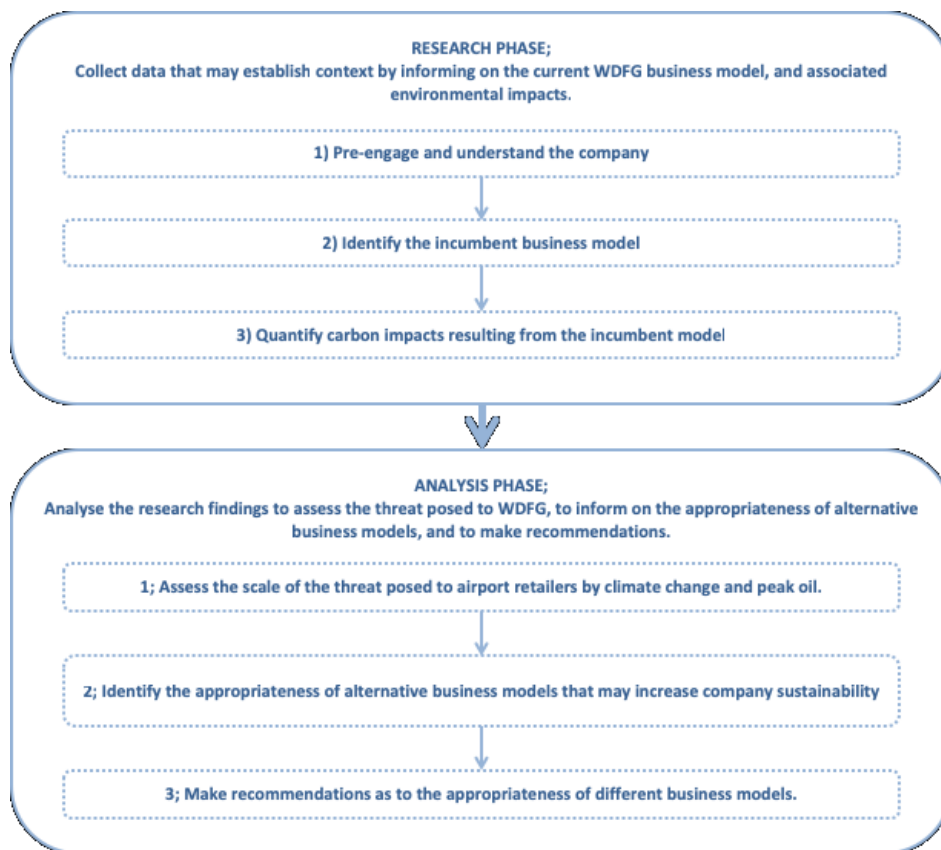 RESEARCH PHASE;
Collect data that may establish context by informing on the current WDFG business model, and associated
environmental impacts.
1) Pre-engage and understand the company
2) Identify the incumbent business model
3) Quantify carbon impacts resulting from the incumbent model
ANALYSIS PHASE;
Analyse the research findings to assess the threat posed to WDFG, to inform on the appropriateness of alternative
business models, and to make recommendations.
1; Assess the scale of the threat posed to airport retailers by climate change and peak oil.
2; Identify the appropriateness of alternative business models that may increase company sustainability
3; Make recommendations as to the appropriateness of different business models.